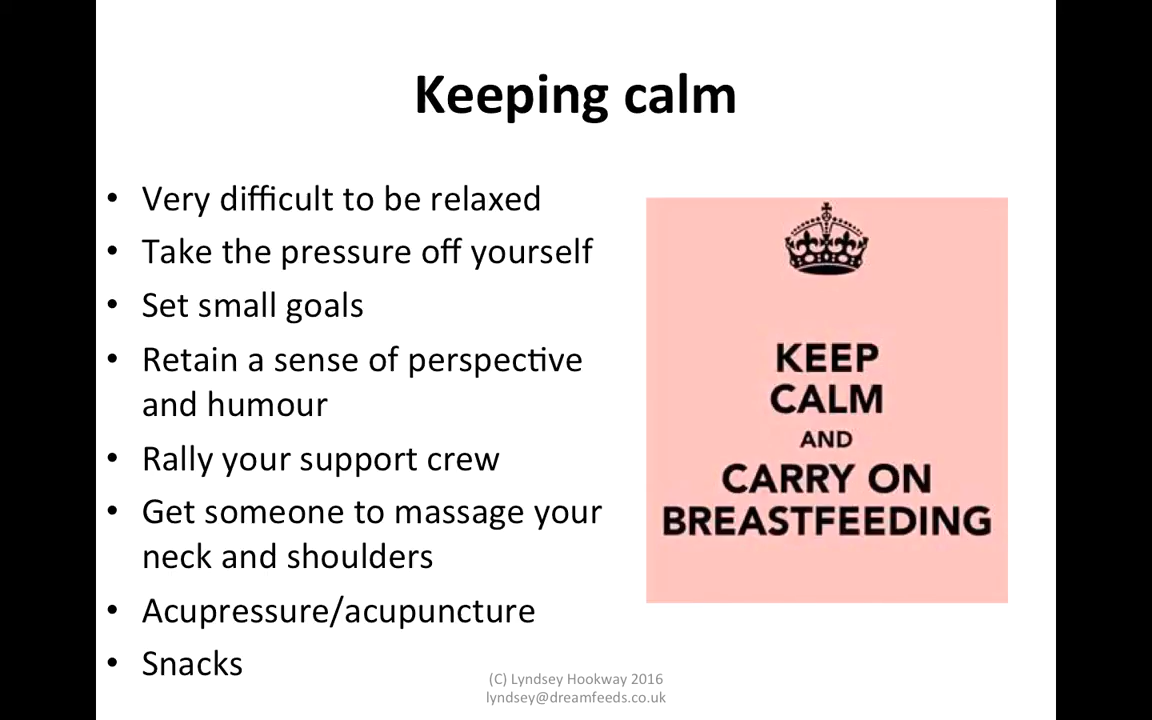 Keeping calm
• Very difficult to be relaxed
• Take the pressure off yourself
• Set small goals
• Retain a sense of perspective
and humour
• Rally your support crew
• Get someone to massage your
neck and shoulders
• Acupressure/acupuncture
• Snacks
KEEP
CALM
AND
CARRY ON
BREASTFEEDING
(C) Lyndsey Hookway 2016
lyndsey@dreamfeeds.co.uk